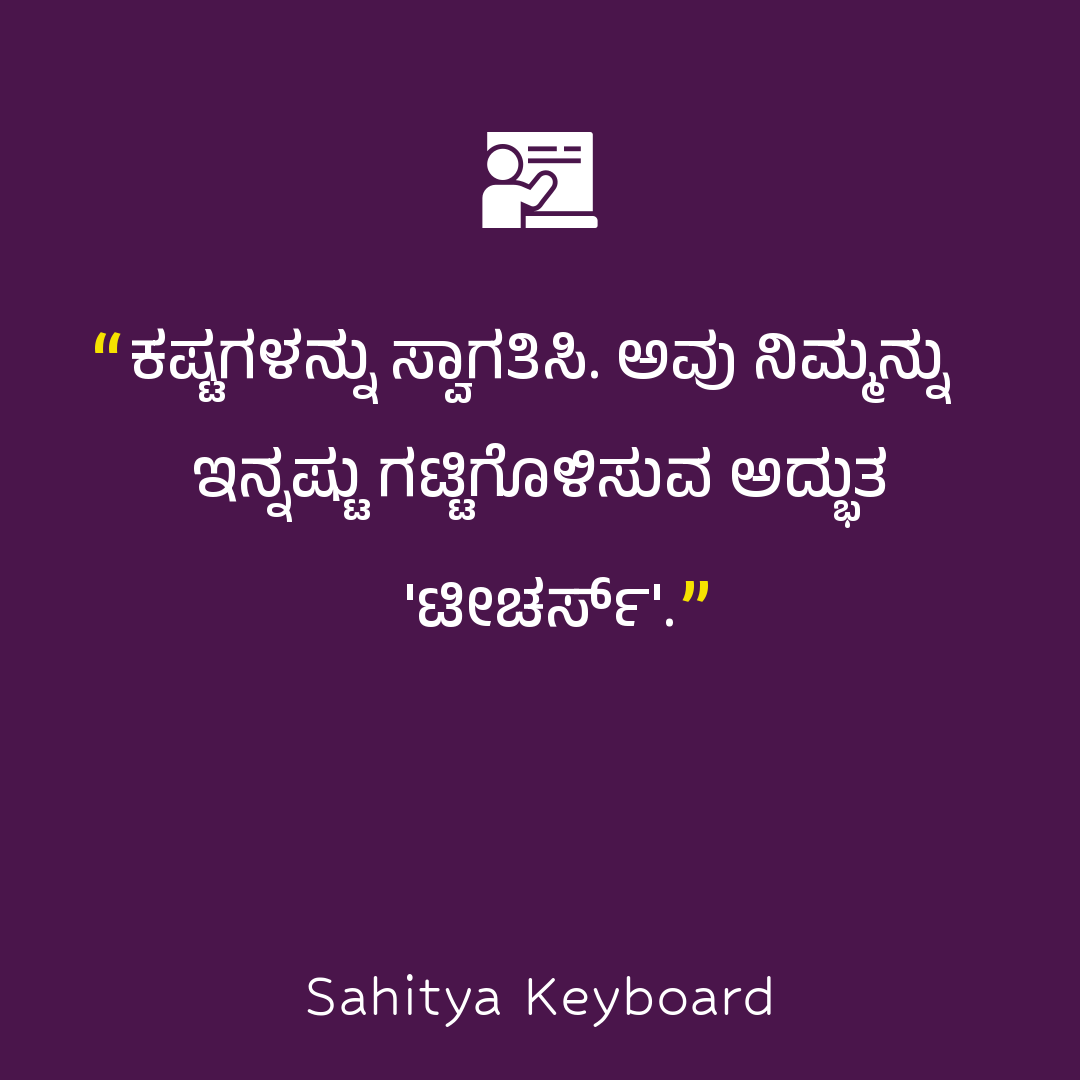 “ಕಷ್ಟಗಳನ್ನು ಸ್ವಾಗತಿಸಿ. ಅವು ನಿಮ್ಮನ್ನು
ಇನ್ನಷ್ಟು ಗಟ್ಟಿಗೊಳಿಸುವ ಅದ್ಭುತ
'ಟೀಚರ್ಸ್'.”
Sahitya Keyboard